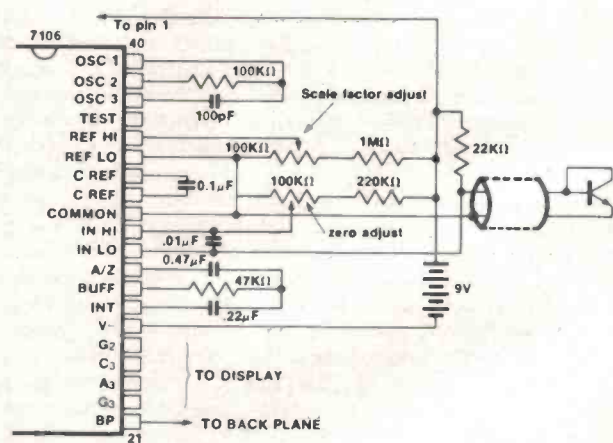 To pin 1
7106
40
OSC 1
OSC 2
OSC 3
TEST
REF HI
REF LO
C REF
C REF
COMMON
IN HI
IN LO
A/Z
BUFF
INT
V-
G2
C3
A3
G3
BP
21
100KΩ
100pF
Scale factor adjust
100KΩ
1MΩ
22KΩ
0.1µF
100KΩ
220KΩ
zero adjust
.01µF
0.47µF
47KΩ
.22µF
9V
TO DISPLAY
TO BACK PLANE